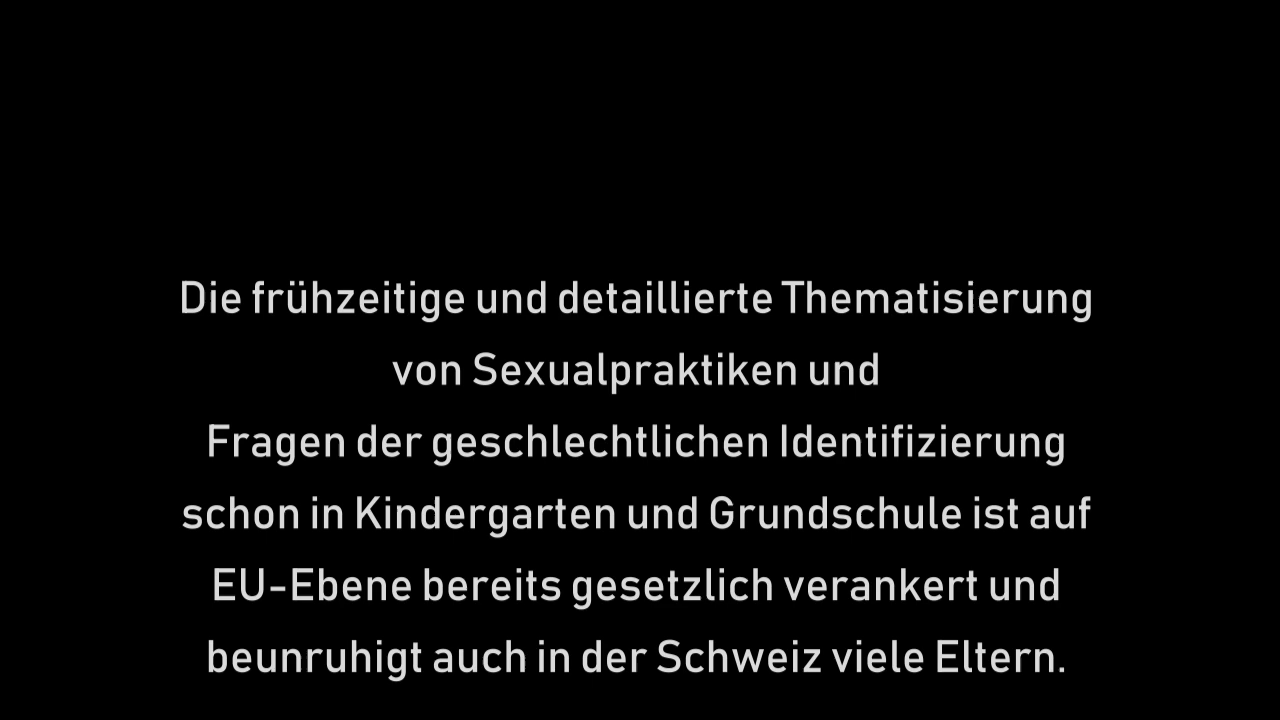 Die frühzeitige und detaillierte Thematisierung
von Sexualpraktiken und
Fragen der geschlechtlichen Identifizierung
schon in Kindergarten und Grundschule ist auf
EU-Ebene bereits gesetzlich verankert und
beunruhigt auch in der Schweiz viele Eltern.